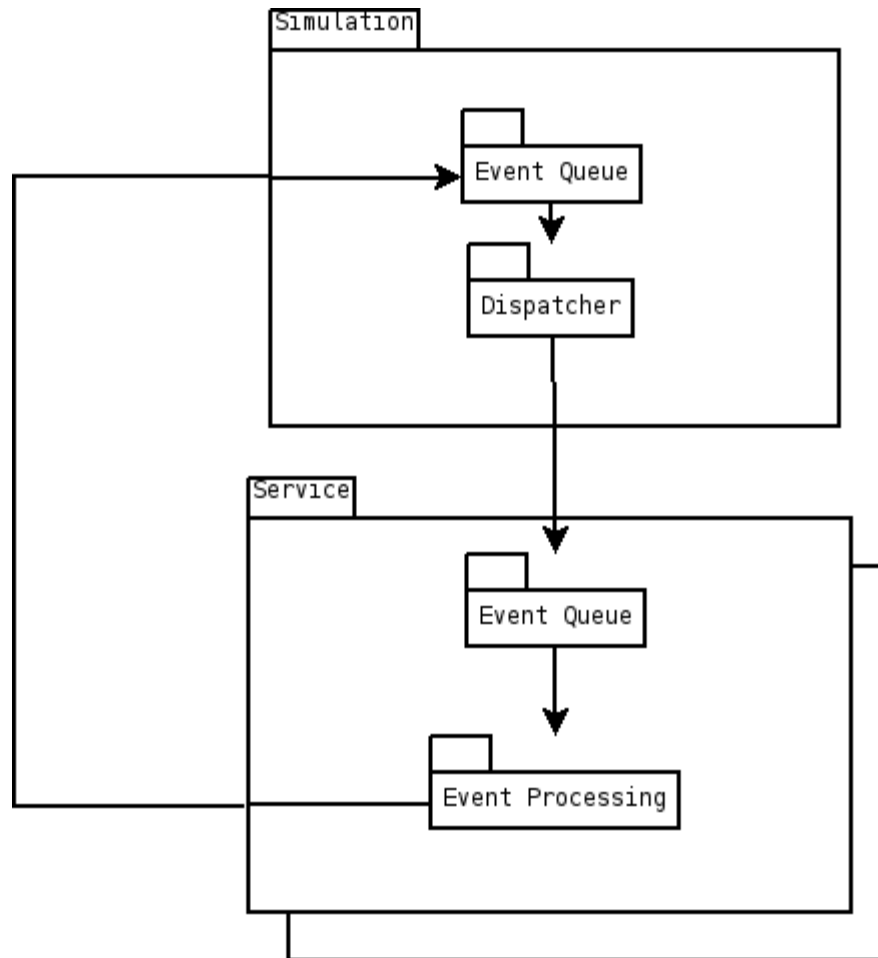 Simulation
Event Queue
Dispatcher
Service
Event Queue
Event Processing